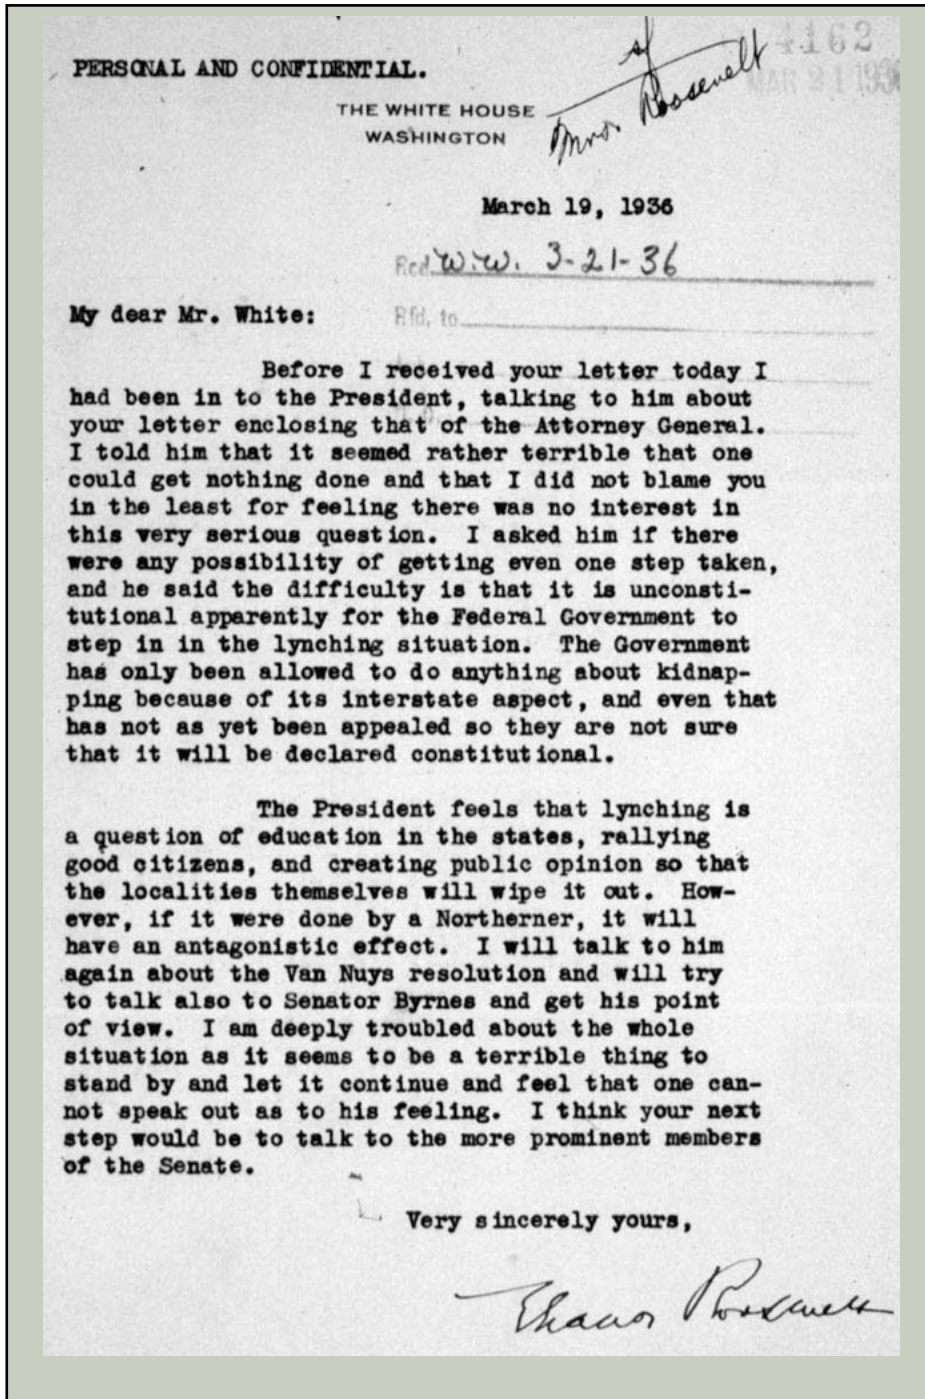 4162
MAR 21 1936
sf
Mrs. Roosevelt
PERSONAL AND CONFIDENTIAL.
THE WHITE HOUSE
WASHINGTON
March 19, 1936
Rcd. W.W. 3-21-36
My dear Mr. White:
Rfd. to
Before I received your letter today I
had been in to the President, talking to him about
your letter enclosing that of the Attorney General.
I told him that it seemed rather terrible that one
could get nothing done and that I did not blame you
in the least for feeling there was no interest in
this very serious question. I asked him if there
were any possibility of getting even one step taken,
and he said the difficulty is that it is unconsti-
tutional apparently for the Federal Government to
step in in the lynching situation. The Government
has only been allowed to do anything about kidnap-
ping because of its interstate aspect, and even that
has not as yet been appealed so they are not sure
that it will be declared constitutional.
The President feels that lynching is
a question of education in the states, rallying
good citizens, and creating public opinion so that
the localities themselves will wipe it out. How-
ever, if it were done by a Northerner, it will
have an antagonistic effect. I will talk to him
again about the Van Nuys resolution and will try
to talk also to Senator Byrnes and get his point
of view. I am deeply troubled about the whole
situation as it seems to be a terrible thing to
stand by and let it continue and feel that one can-
not speak out as to his feeling. I think your next
step would be to talk to the more prominent members
of the Senate.
Very sincerely yours,
Eleanor Roosevelt